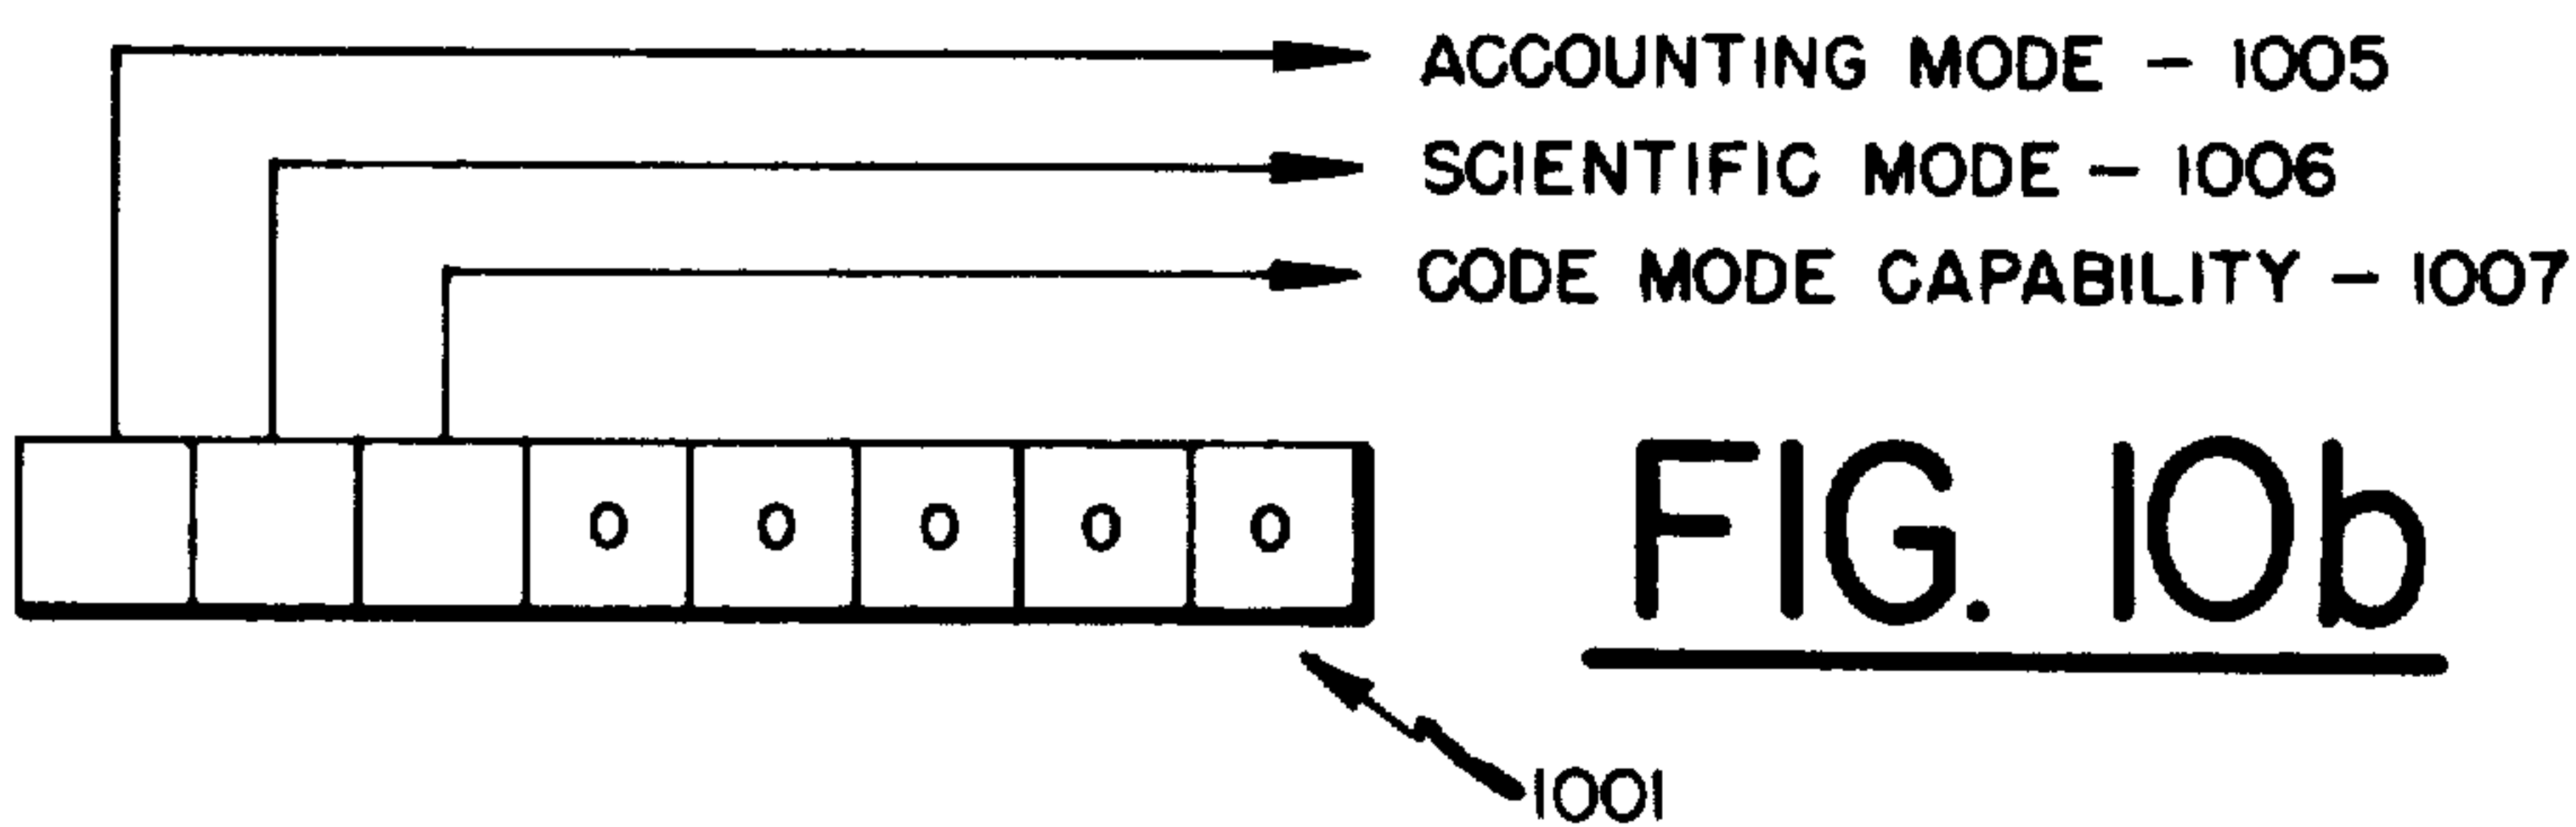 ACCOUNTING MODE – 1005
SCIENTIFIC MODE – 1006
CODE MODE CAPABILITY – 1007
0 0 0 0 0
FIG. 10b
1001